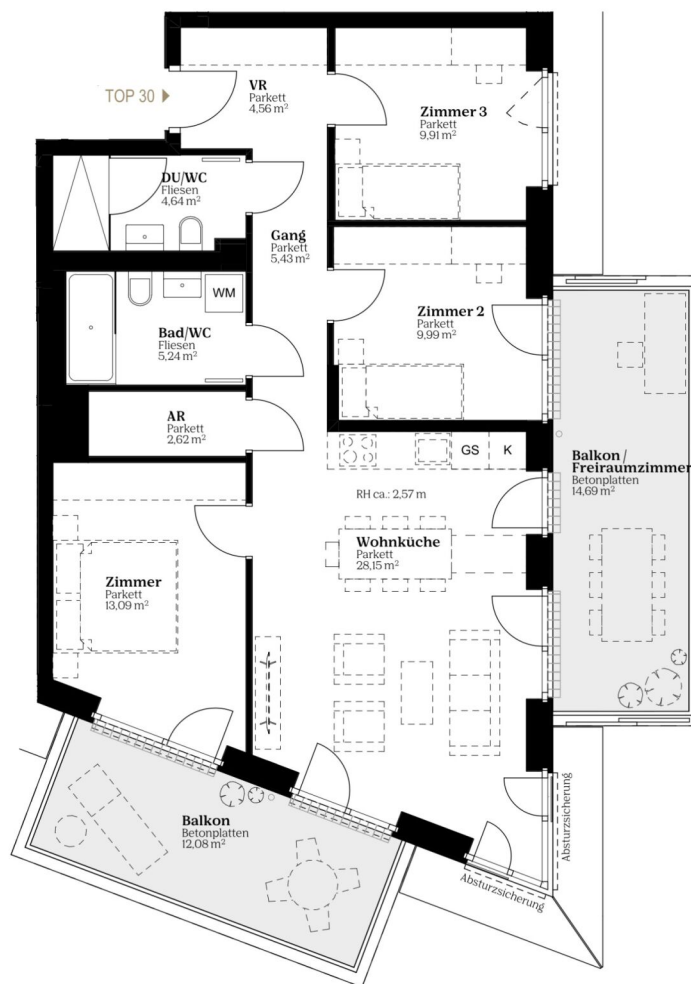 TOP 30
VR
Parkett
4,56 m²
Zimmer 3
Parkett
9,91 m²
DU/WC
Fliesen
4,64 m²
Gang
Parkett
5,43 m²
WM
Zimmer 2
Parkett
9,99 m²
Bad/WC
Fliesen
5,24 m²
AR
Parkett
2,62 m²
GS
K
Balkon/
Freiraumzimmer
Betonplatten
14,69 m²
RH ca.: 2,57 m
Wohnküche
Parkett
28,15 m²
Zimmer
Parkett
13,09 m²
Balkon
Betonplatten
12,08 m²
Absturzsicherung
Absturzsicherung